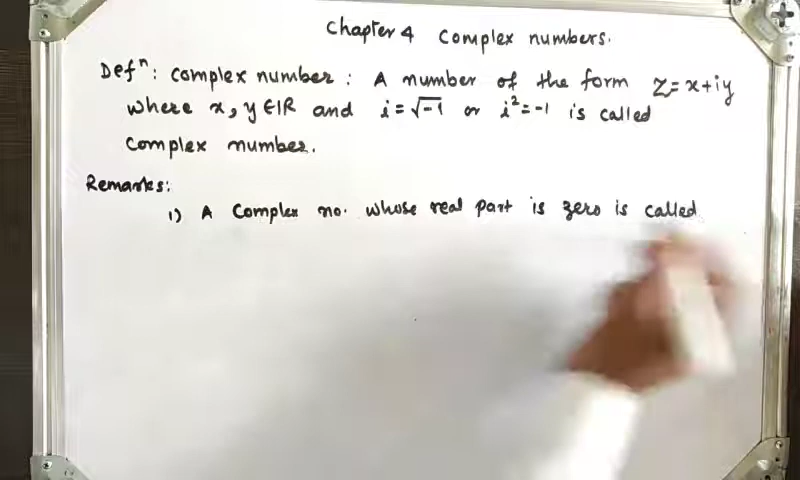 Chapter 4 Complex numbers.
Defⁿ: Complex number: A number of the form z=x+iy
where x, y ∈ ℝ and i=√-1 or i²=-1 is called
Complex number.
Remarks:
1) A Complex no. whose real part is zero is called